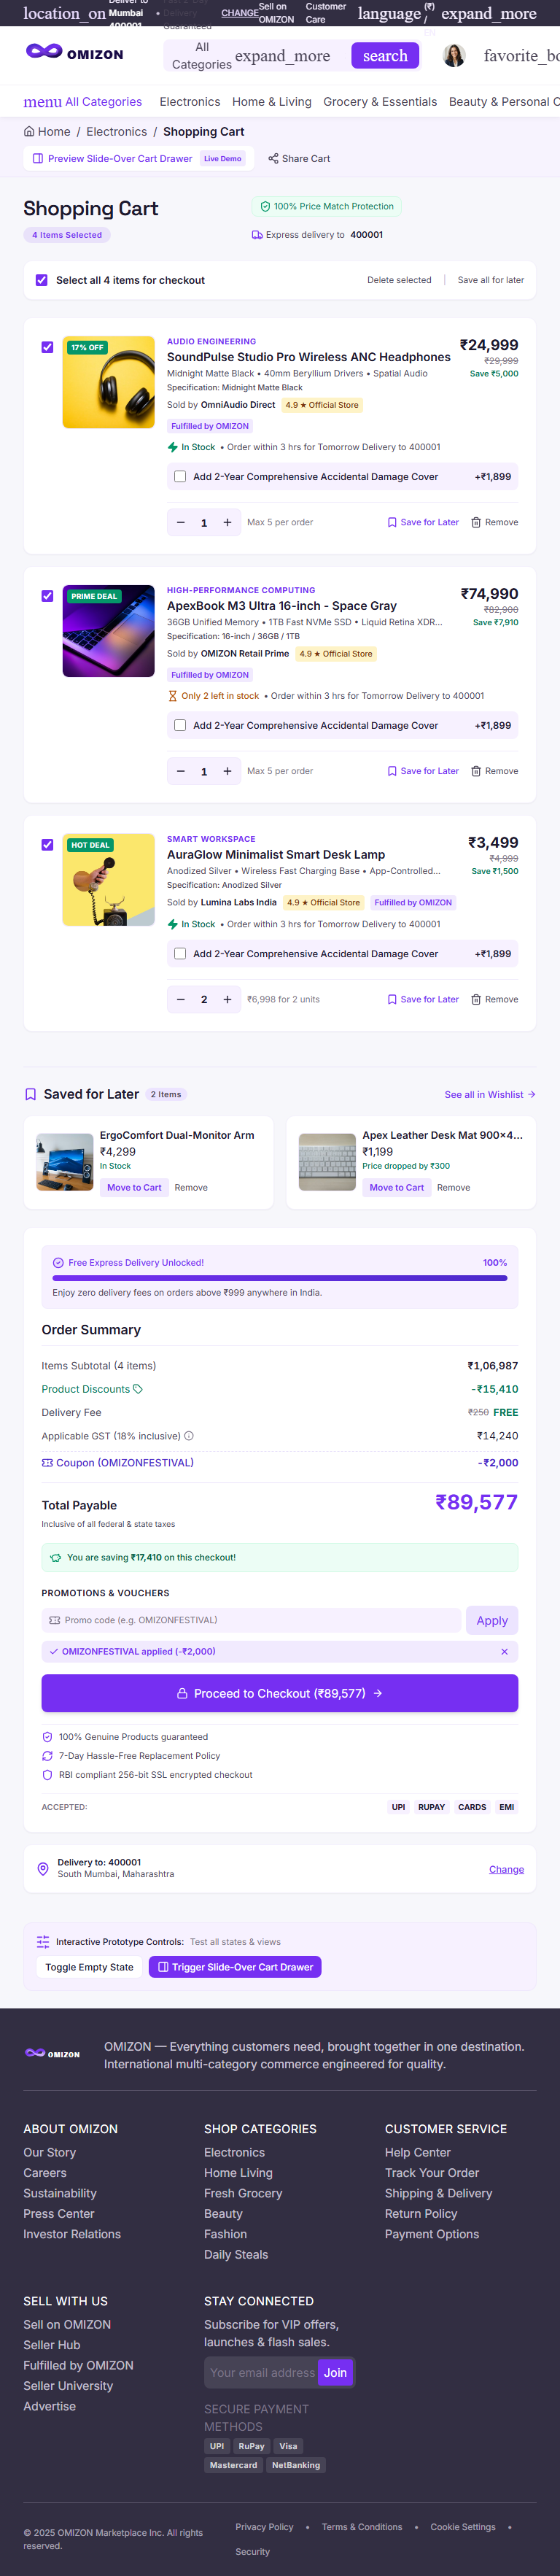 location_on Deliver to Mumbai 400001 • Delivery Guaranteed CHANGE Sell on OMIZON Customer Care language (₹) / EN expand_more
OMIZON All Categories expand_more search
menu All Categories Electronics Home & Living Grocery & Essentials Beauty & Personal C
Home / Electronics / Shopping Cart
Preview Slide-Over Cart Drawer Live Demo Share Cart
Shopping Cart
100% Price Match Protection
4 Items Selected
Express delivery to 400001
Select all 4 items for checkout Delete selected | Save all for later
17% OFF
AUDIO ENGINEERING
SoundPulse Studio Pro Wireless ANC Headphones
₹24,999
₹29,999
Save ₹5,000
Midnight Matte Black • 40mm Beryllium Drivers • Spatial Audio
Specification: Midnight Matte Black
Sold by OmniAudio Direct 4.9 ★ Official Store
Fulfilled by OMIZON
In Stock • Order within 3 hrs for Tomorrow Delivery to 400001
Add 2-Year Comprehensive Accidental Damage Cover +₹1,899
− 1 + Max 5 per order Save for Later Remove
PRIME DEAL
HIGH-PERFORMANCE COMPUTING
ApexBook M3 Ultra 16-inch - Space Gray
₹74,990
₹82,900
Save ₹7,910
36GB Unified Memory • 1TB Fast NVMe SSD • Liquid Retina XDR...
Specification: 16-inch / 36GB / 1TB
Sold by OMIZON Retail Prime 4.9 ★ Official Store
Fulfilled by OMIZON
Only 2 left in stock • Order within 3 hrs for Tomorrow Delivery to 400001
Add 2-Year Comprehensive Accidental Damage Cover +₹1,899
− 1 + Max 5 per order Save for Later Remove
HOT DEAL
SMART WORKSPACE
AuraGlow Minimalist Smart Desk Lamp
₹3,499
₹4,999
Save ₹1,500
Anodized Silver • Wireless Fast Charging Base • App-Controlled...
Specification: Anodized Silver
Sold by Lumina Labs India 4.9 ★ Official Store Fulfilled by OMIZON
In Stock • Order within 3 hrs for Tomorrow Delivery to 400001
Add 2-Year Comprehensive Accidental Damage Cover +₹1,899
− 2 + ₹6,998 for 2 units Save for Later Remove
Saved for Later 2 Items See all in Wishlist →
ErgoComfort Dual-Monitor Arm
₹4,299
In Stock
Move to Cart Remove
Apex Leather Desk Mat 900×4...
₹1,199
Price dropped by ₹300
Move to Cart Remove
Free Express Delivery Unlocked! 100%
Enjoy zero delivery fees on orders above ₹999 anywhere in India.
Order Summary
Items Subtotal (4 items) ₹1,06,987
Product Discounts -₹15,410
Delivery Fee ₹250 FREE
Applicable GST (18% inclusive) ₹14,240
Coupon (OMIZONFESTIVAL) -₹2,000
Total Payable ₹89,577
Inclusive of all federal & state taxes
You are saving ₹17,410 on this checkout!
PROMOTIONS & VOUCHERS
Promo code (e.g. OMIZONFESTIVAL) Apply
OMIZONFESTIVAL applied (-₹2,000)
Proceed to Checkout (₹89,577) →
100% Genuine Products guaranteed
7-Day Hassle-Free Replacement Policy
RBI compliant 256-bit SSL encrypted checkout
ACCEPTED: UPI RUPAY CARDS EMI
Delivery to: 400001
South Mumbai, Maharashtra
Change
Interactive Prototype Controls: Test all states & views
Toggle Empty State Trigger Slide-Over Cart Drawer
OMIZON
OMIZON — Everything customers need, brought together in one destination.
International multi-category commerce engineered for quality.
ABOUT OMIZON
Our Story
Careers
Sustainability
Press Center
Investor Relations
SHOP CATEGORIES
Electronics
Home Living
Fresh Grocery
Beauty
Fashion
Daily Steals
CUSTOMER SERVICE
Help Center
Track Your Order
Shipping & Delivery
Return Policy
Payment Options
SELL WITH US
Sell on OMIZON
Seller Hub
Fulfilled by OMIZON
Seller University
Advertise
STAY CONNECTED
Subscribe for VIP offers,
launches & flash sales.
Your email address Join
SECURE PAYMENT
METHODS
UPI RuPay Visa
Mastercard NetBanking
© 2025 OMIZON Marketplace Inc. All rights
reserved.
Privacy Policy • Terms & Conditions • Cookie Settings •
Security